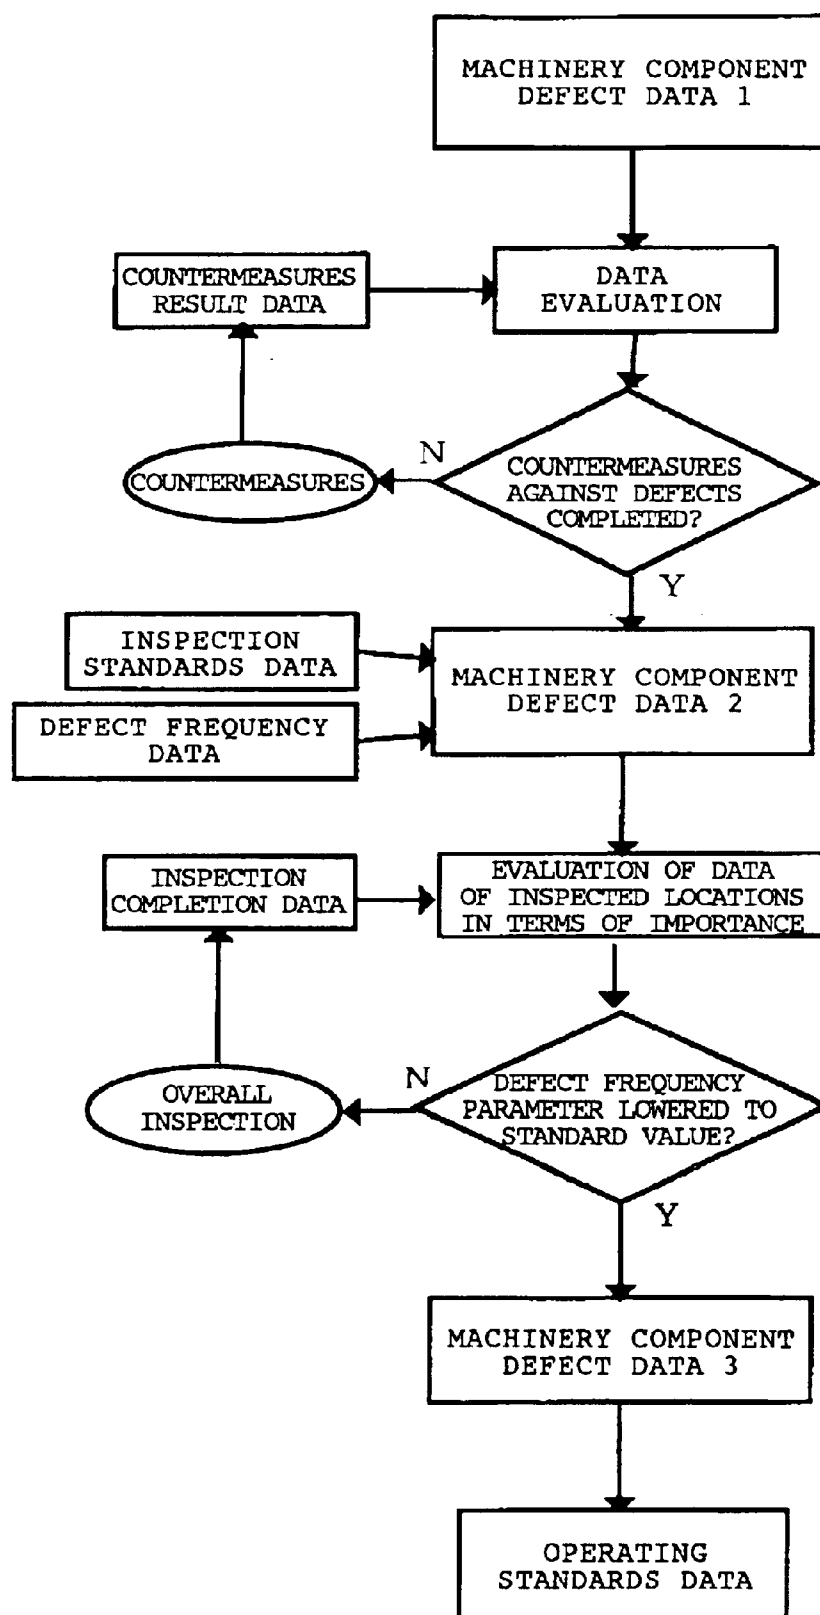 MACHINERY COMPONENT
DEFECT DATA 1
COUNTERMEASURES
RESULT DATA
DATA
EVALUATION
N
COUNTERMEASURES
COUNTERMEASURES
AGAINST DEFECTS
COMPLETED?
Y
INSPECTION
STANDARDS DATA
MACHINERY COMPONENT
DEFECT DATA 2
DEFECT FREQUENCY
DATA
INSPECTION
COMPLETION DATA
EVALUATION OF DATA
OF INSPECTED LOCATIONS
IN TERMS OF IMPORTANCE
OVERALL
INSPECTION
N
DEFECT FREQUENCY
PARAMETER LOWERED TO
STANDARD VALUE?
Y
MACHINERY COMPONENT
DEFECT DATA 3
OPERATING
STANDARDS DATA